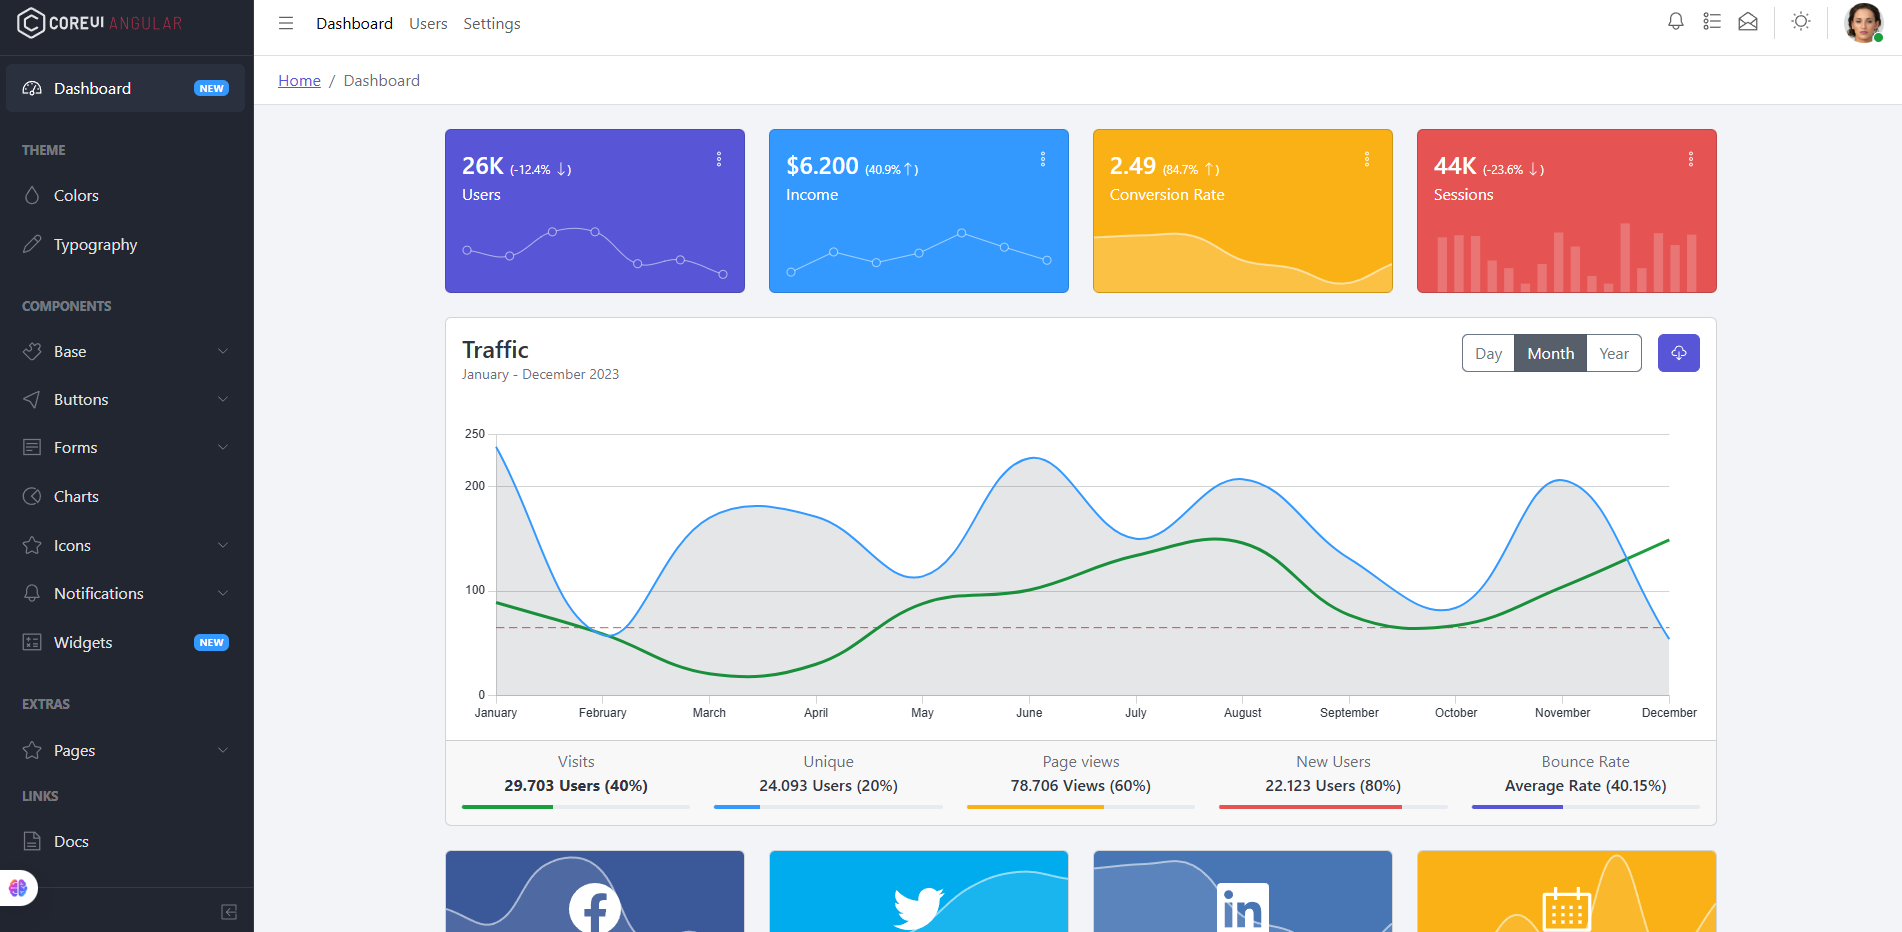 COREUI ANGULAR
Dashboard NEW
THEME
Colors
Typography
COMPONENTS
Base
Buttons
Forms
Charts
Icons
Notifications
Widgets NEW
EXTRAS
Pages
LINKS
Docs
Dashboard Users Settings
Home / Dashboard
26K (-12.4% ↓)
Users
$6.200 (40.9% ↑)
Income
2.49 (84.7% ↑)
Conversion Rate
44K (-23.6% ↓)
Sessions
Traffic
January - December 2023
Day Month Year
250
200
100
0
January February March April May June July August September October November December
Visits
29.703 Users (40%)
Unique
24.093 Users (20%)
Page views
78.706 Views (60%)
New Users
22.123 Users (80%)
Bounce Rate
Average Rate (40.15%)
f
in